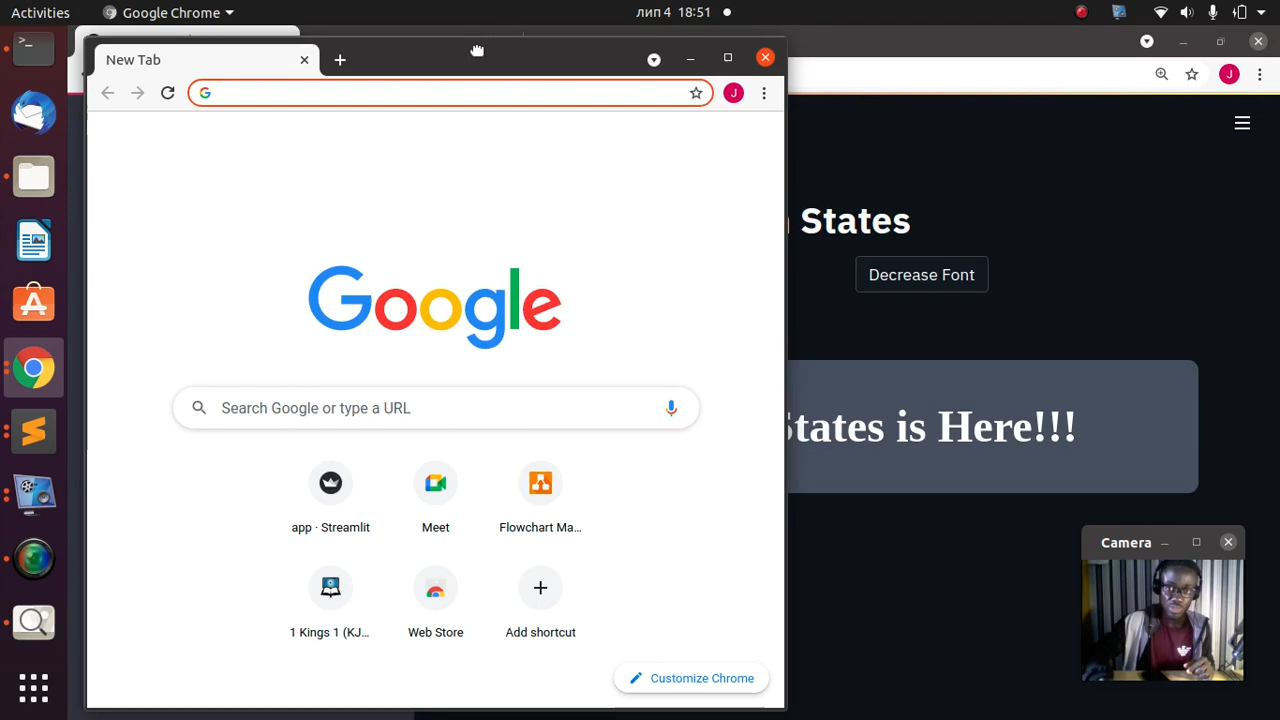 Activities
Google Chrome
лип 4 18:51
New Tab
J
J
States
Decrease Font
Google
Search Google or type a URL
States is Here!!!
app · Streamlit
Meet
Flowchart Ma...
1 Kings 1 (KJ...
Web Store
Add shortcut
Customize Chrome
Camera